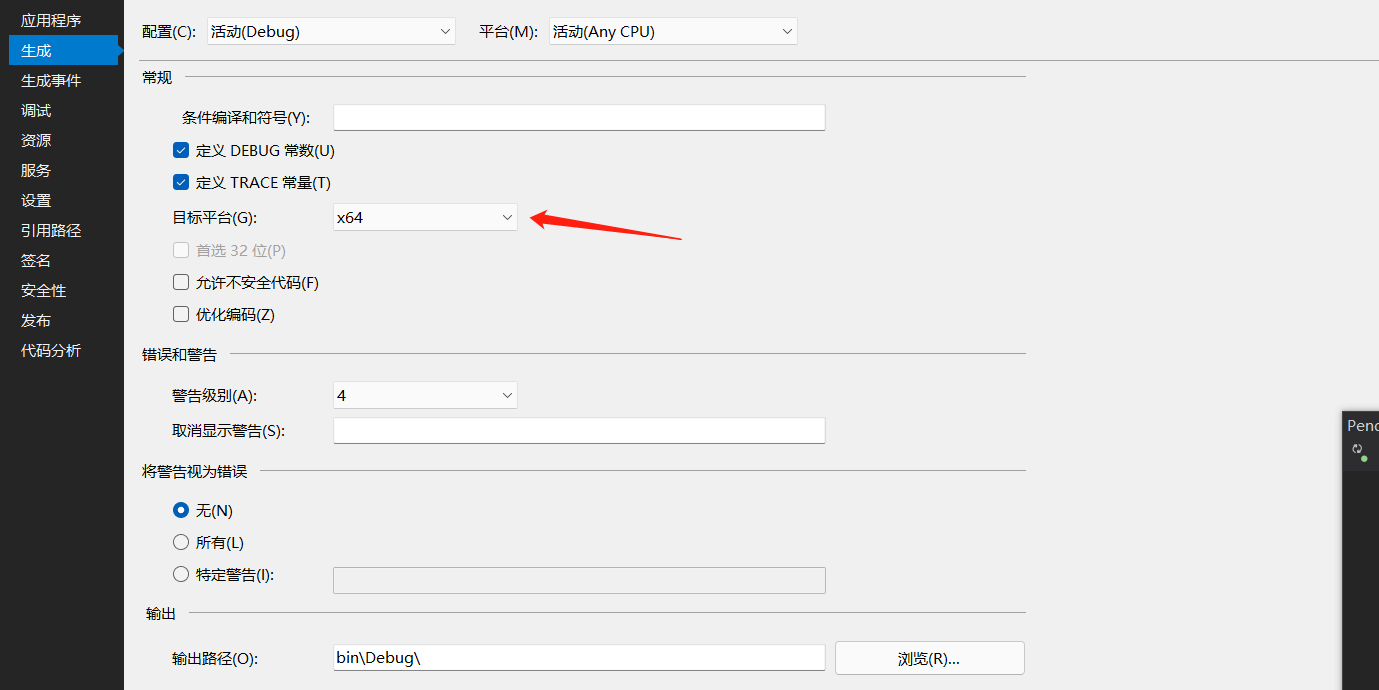 应用程序
生成
生成事件
调试
资源
服务
设置
引用路径
签名
安全性
发布
代码分析
配置(C): 活动(Debug) 平台(M): 活动(Any CPU)
常规
条件编译和符号(Y):
定义 DEBUG 常数(U)
定义 TRACE 常量(T)
目标平台(G): x64
首选 32 位(P)
允许不安全代码(F)
优化编码(Z)
错误和警告
警告级别(A): 4
取消显示警告(S):
将警告视为错误
无(N)
所有(L)
特定警告(I):
输出
输出路径(O): bin\Debug\ 浏览(R)...